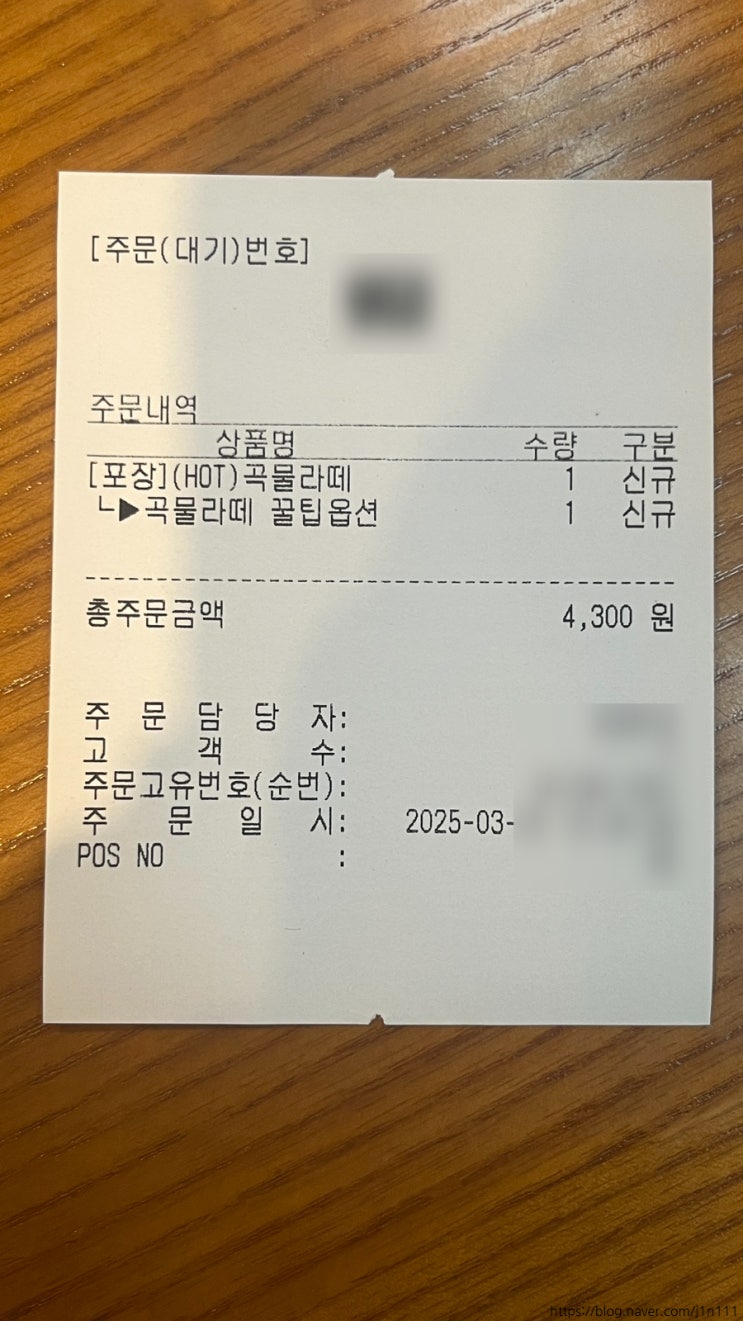 [주문(대기)번호]
주문내역
상품명 수량 구분
[포장](HOT)곡물라떼 1 신규
└▶곡물라떼 꿀팁옵션 1 신규
총주문금액 4,300 원
주 문 담 당 자:
고 객 수:
주문고유번호(순번):
주 문 일 시: 2025-03-
POS NO :
https://blog.naver.com/j1n111